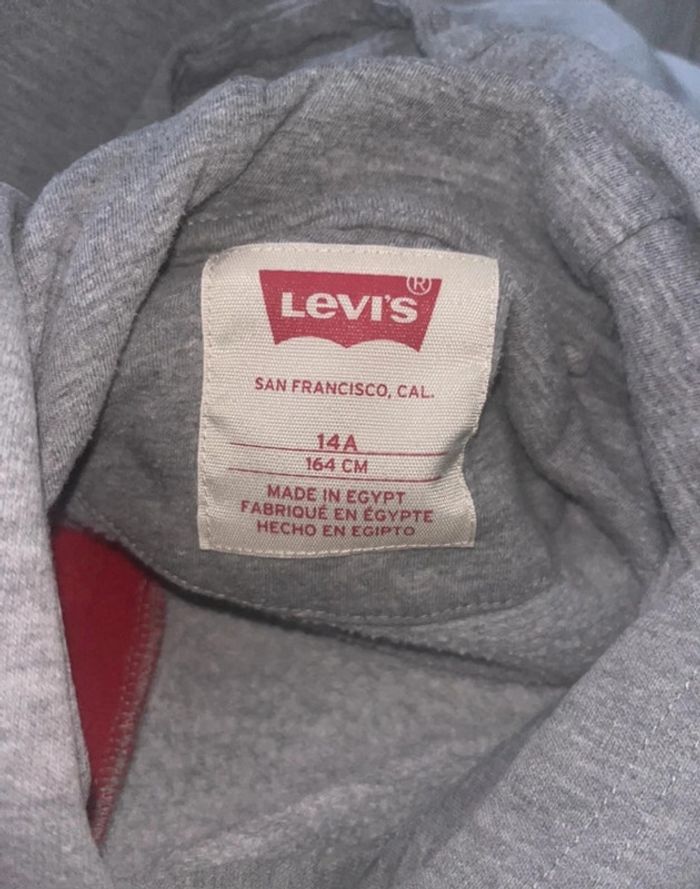 LEVI'S ®
SAN FRANCISCO, CAL.
14A
164 CM
MADE IN EGYPT
FABRIQUÉ EN ÉGYPTE
HECHO EN EGIPTO